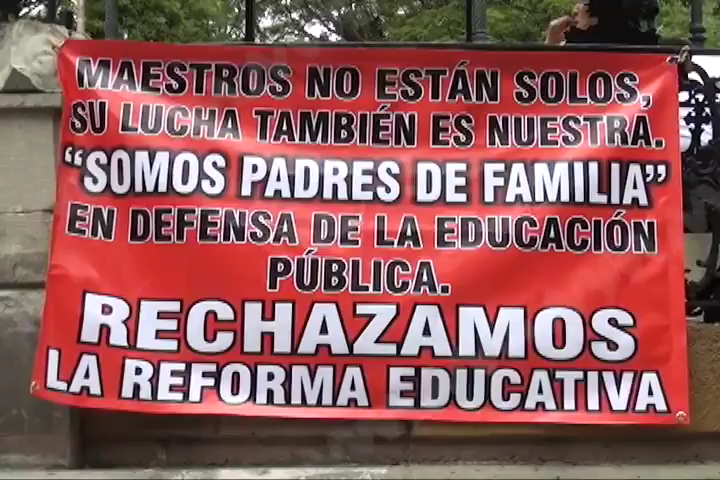 MAESTROS NO ESTÁN SOLOS,
SU LUCHA TAMBIÉN ES NUESTRA.
“SOMOS PADRES DE FAMILIA”
EN DEFENSA DE LA EDUCACIÓN
PÚBLICA.
RECHAZAMOS
LA REFORMA EDUCATIVA